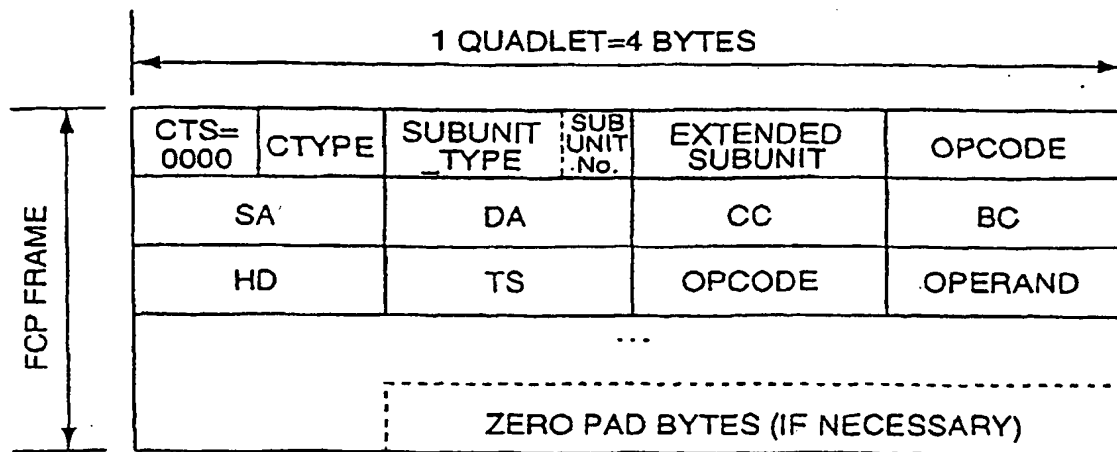 1 QUADLET=4 BYTES
FCP FRAME
CTS=
0000
CTYPE
SUBUNIT
_TYPE
SUB
UNIT
No.
EXTENDED
SUBUNIT
OPCODE
SA
DA
CC
BC
HD
TS
OPCODE
OPERAND
...
ZERO PAD BYTES (IF NECESSARY)